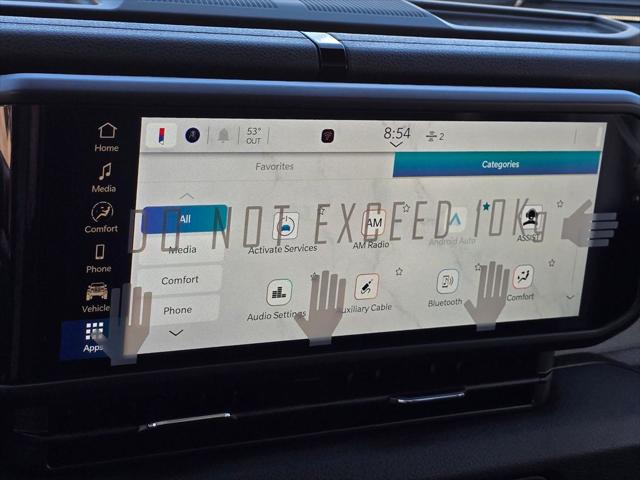 53°
OUT
8:54
2
Home
Favorites
Categories
Media
All
DO NOT EXCEED 10Kg
Comfort
Media
Activate Services
AM
AM Radio
Android Auto
ASSIST
Phone
Comfort
Vehicle
Phone
Audio Settings
Auxiliary Cable
Bluetooth
Comfort
Apps